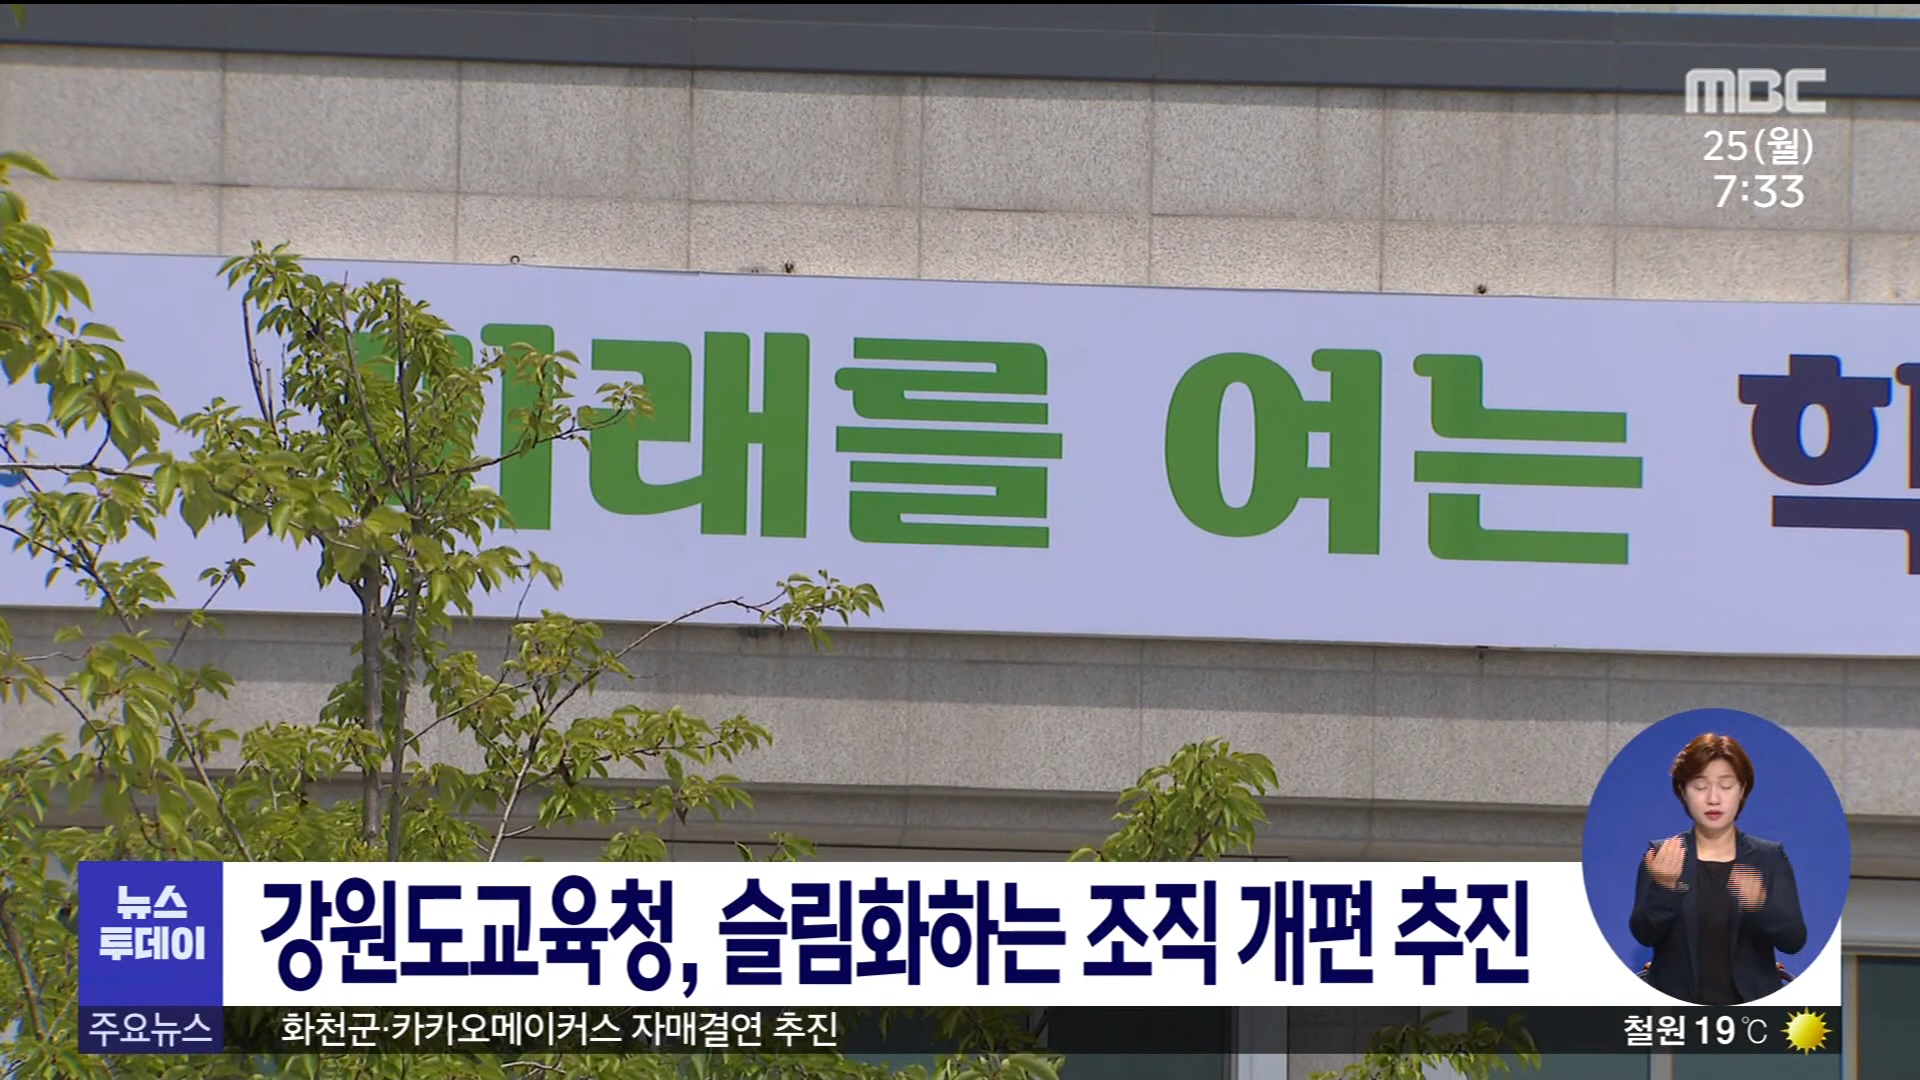 MBC
25(월)
7:33
미래를 여는
뉴스
투데이
강원도교육청, 슬림화하는 조직 개편 추진
주요뉴스
화천군·카카오메이커스 자매결연 추진
철원 19℃